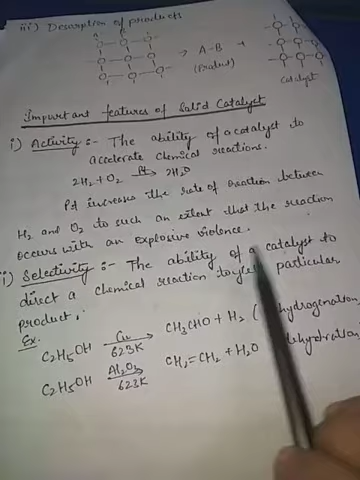 iii) Desorption of products
-O-O-O-
-O-O-O-
-O-O-O-
→ A-B +
(Product)
Catalyst
Important features of Solid Catalyst
i) Activity :- The ability of a catalyst to
accelerate chemical reactions.
2H₂ + O₂ Pt→ 2H₂O
Pt increases the rate of reaction between
H₂ and O₂ to such an extent that the reaction
occurs with an explosive violence.
ii) Selectivity :- The ability of a catalyst to
direct a chemical reaction to yield particular
product.
Ex.
C₂H₅OH Cu→ 623K CH₃CHO + H₂ (hydrogenation
C₂H₅OH Al₂O₃→ 623K CH₂=CH₂ + H₂O dehydration